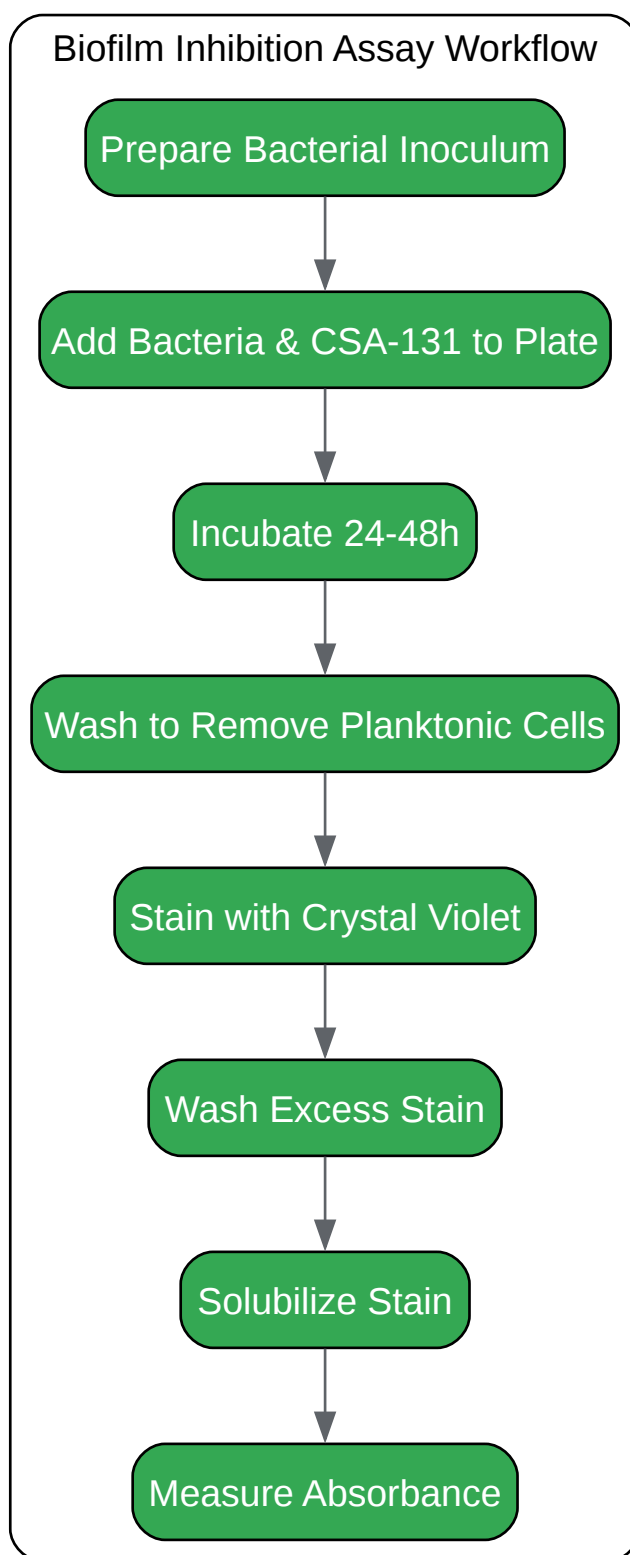 Biofilm Inhibition Assay Workflow
Prepare Bacterial Inoculum
Add Bacteria & CSA-131 to Plate
Incubate 24-48h
Wash to Remove Planktonic Cells
Stain with Crystal Violet
Wash Excess Stain
Solubilize Stain
Measure Absorbance